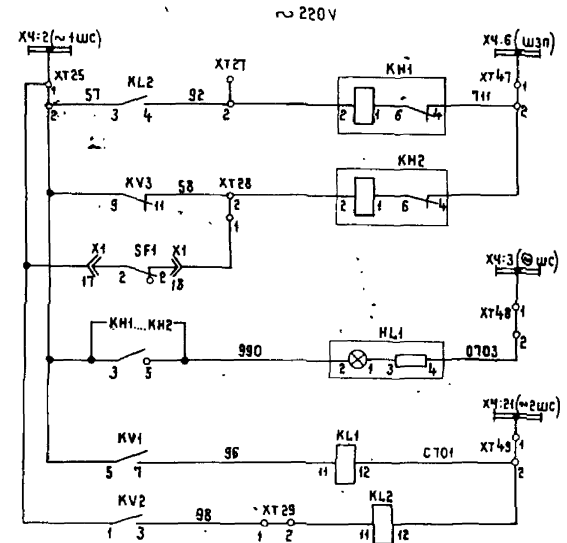 ~ 220 V
X4:2 (~1ШС) X4.6 (ШЗП)
XT25 KL2 XT27 KH1 XT47
1 57 3 4 92 2 2 1 6 4 711 1 2
2
KV3 58 XT28 KH2
9 11 2 1 2 1 6 4
X1 SF1 X1
17 2 2 18
X4:3 ( ШС)
KH1...KH2 HL1 XT48
3 5 990 2 1 3 4 0703 1 2
X4:21 (~2ШС)
KV1 96 KL1 C701 XT49
5 7 11 12 1 2
KV2 98 XT29 KL2
1 3 1 2 11 12